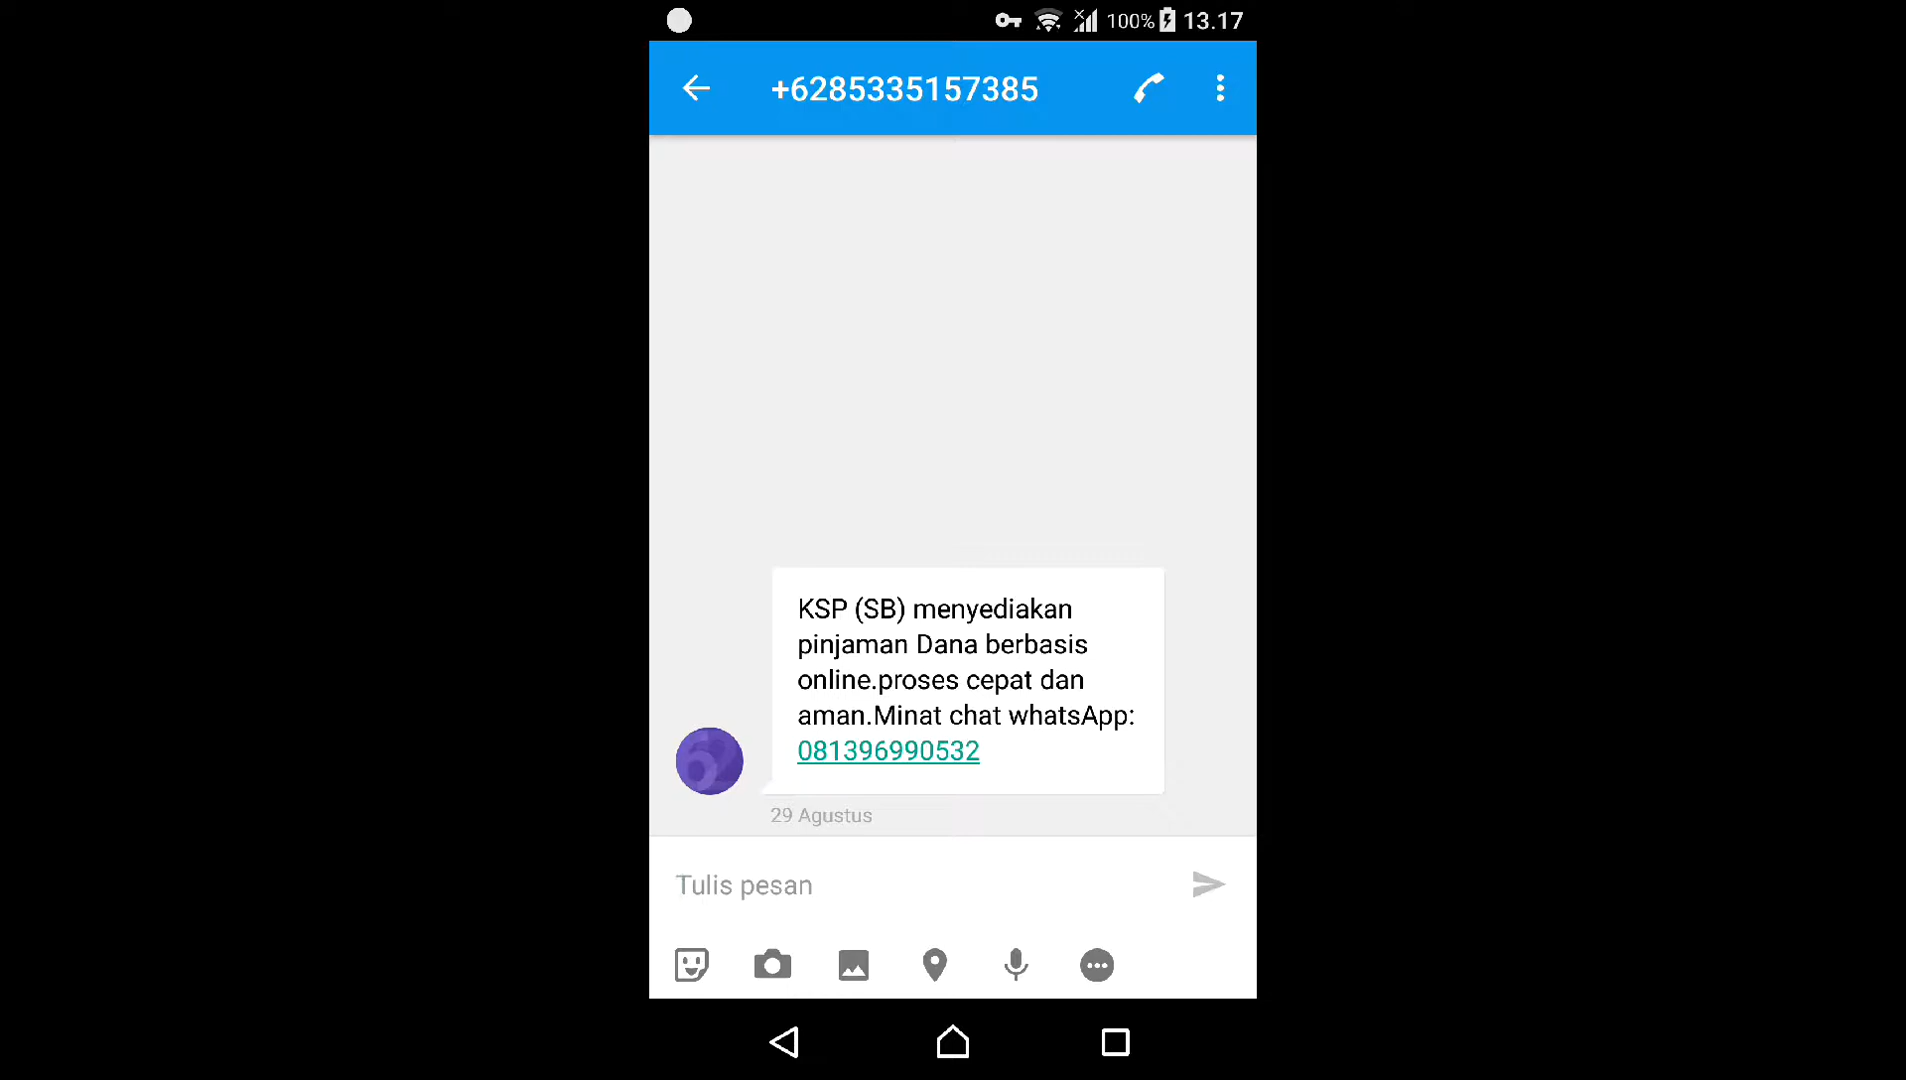 100% 13.17
+6285335157385
KSP (SB) menyediakan
pinjaman Dana berbasis
online.proses cepat dan
aman.Minat chat whatsApp:
081396990532
29 Agustus
Tulis pesan